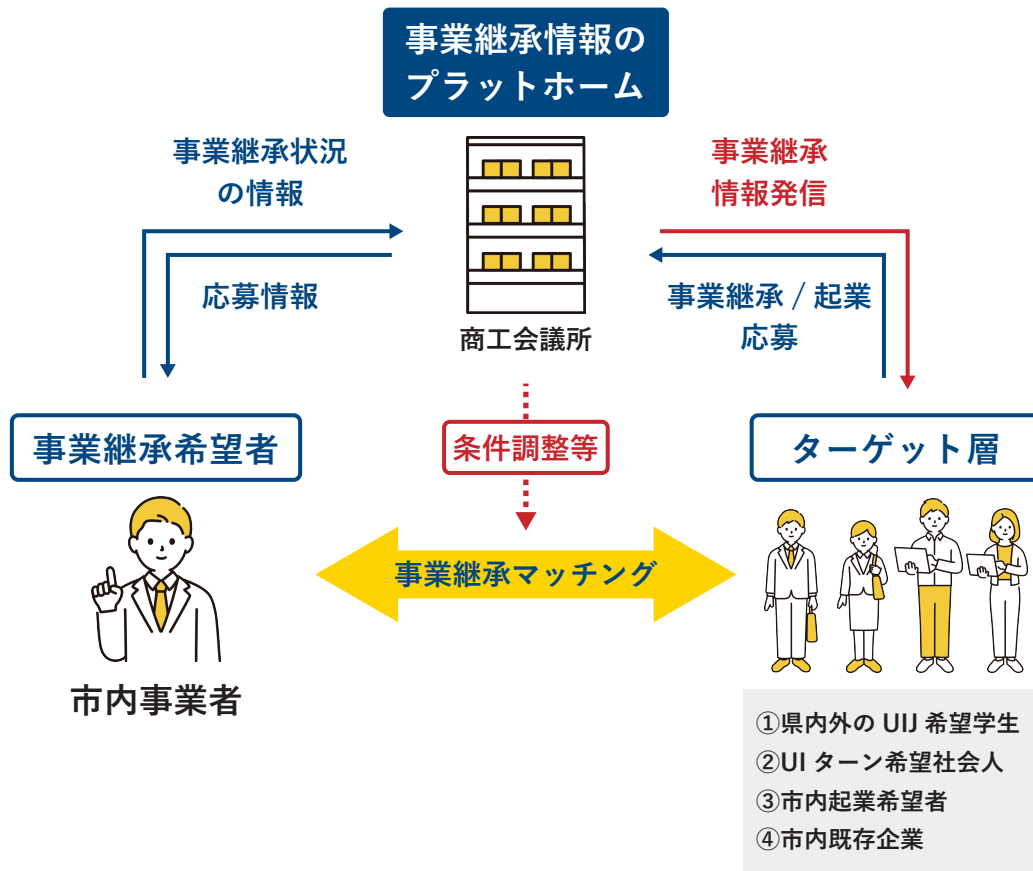 事業継承情報の
プラットホーム
事業継承状況
の情報
事業継承
情報発信
応募情報
事業継承 / 起業
応募
商工会議所
事業継承希望者
条件調整等
ターゲット層
事業継承マッチング
市内事業者
①県内外の UIJ 希望学生
②UI ターン希望社会人
③市内起業希望者
④市内既存企業